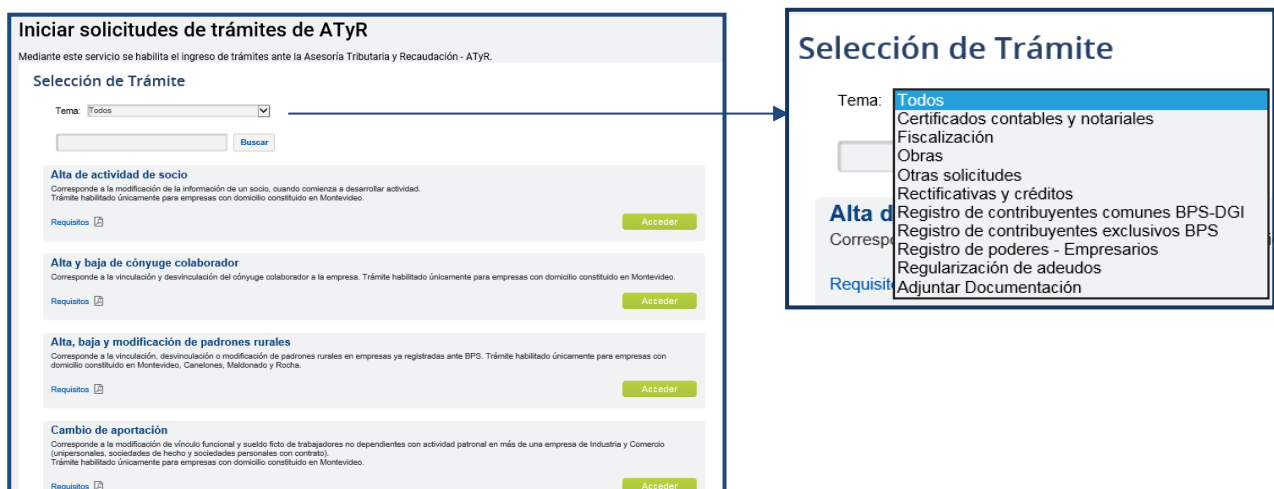 Iniciar solicitudes de trámites de ATyR
Mediante este servicio se habilita el ingreso de trámites ante la Asesoría Tributaria y Recaudación - ATyR.
Selección de Trámite
Tema: Todos
Buscar
Alta de actividad de socio
Corresponde a la modificación de la información de un socio, cuando comienza a desarrollar actividad.
Trámite habilitado únicamente para empresas con domicilio constituido en Montevideo.
Requisitos
Acceder
Alta y baja de cónyuge colaborador
Corresponde a la vinculación y desvinculación del cónyuge colaborador a la empresa. Trámite habilitado únicamente para empresas con domicilio constituido en Montevideo.
Requisitos
Acceder
Alta, baja y modificación de padrones rurales
Corresponde a la vinculación, desvinculación o modificación de padrones rurales en empresas ya registradas ante BPS. Trámite habilitado únicamente para empresas con
domicilio constituido en Montevideo, Canelones, Maldonado y Rocha.
Requisitos
Acceder
Cambio de aportación
Corresponde a la modificación de vínculo funcional y sueldo ficto de trabajadores no dependientes con actividad patronal en más de una empresa de Industria y Comercio
(unipersonales, sociedades de hecho y sociedades personales con contrato).
Trámite habilitado únicamente para empresas con domicilio constituido en Montevideo.
Requisitos
Acceder
Selección de Trámite
Tema: Todos
Certificados contables y notariales
Fiscalización
Obras
Otras solicitudes
Rectificativas y créditos
Registro de contribuyentes comunes BPS-DGI
Registro de contribuyentes exclusivos BPS
Registro de poderes - Empresarios
Regularización de adeudos
Adjuntar Documentación
Alta d
Corresp
Requisit